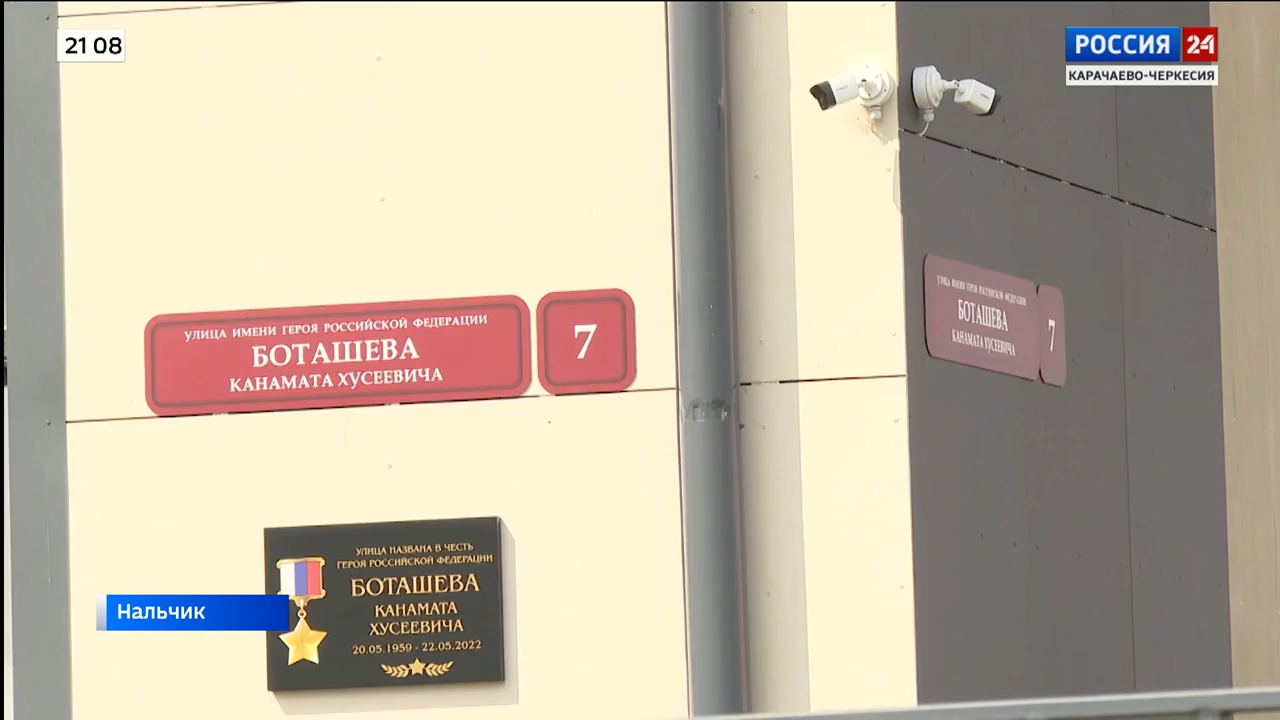 21 08
РОССИЯ 24
КАРАЧАЕВО-ЧЕРКЕСИЯ
УЛИЦА ИМЕНИ ГЕРОЯ РОССИЙСКОЙ ФЕДЕРАЦИИ
БОТАШЕВА
КАНАМАТА ХУСЕЕВИЧА
7
УЛИЦА ИМЕНИ ГЕРОЯ РОССИЙСКОЙ ФЕДЕРАЦИИ
БОТАШЕВА
КАНАМАТА ХУСЕЕВИЧА
7
УЛИЦА НАЗВАНА В ЧЕСТЬ
ГЕРОЯ РОССИЙСКОЙ ФЕДЕРАЦИИ
БОТАШЕВА
КАНАМАТА
ХУСЕЕВИЧА
20.05.1959 - 22.05.2022
Нальчик